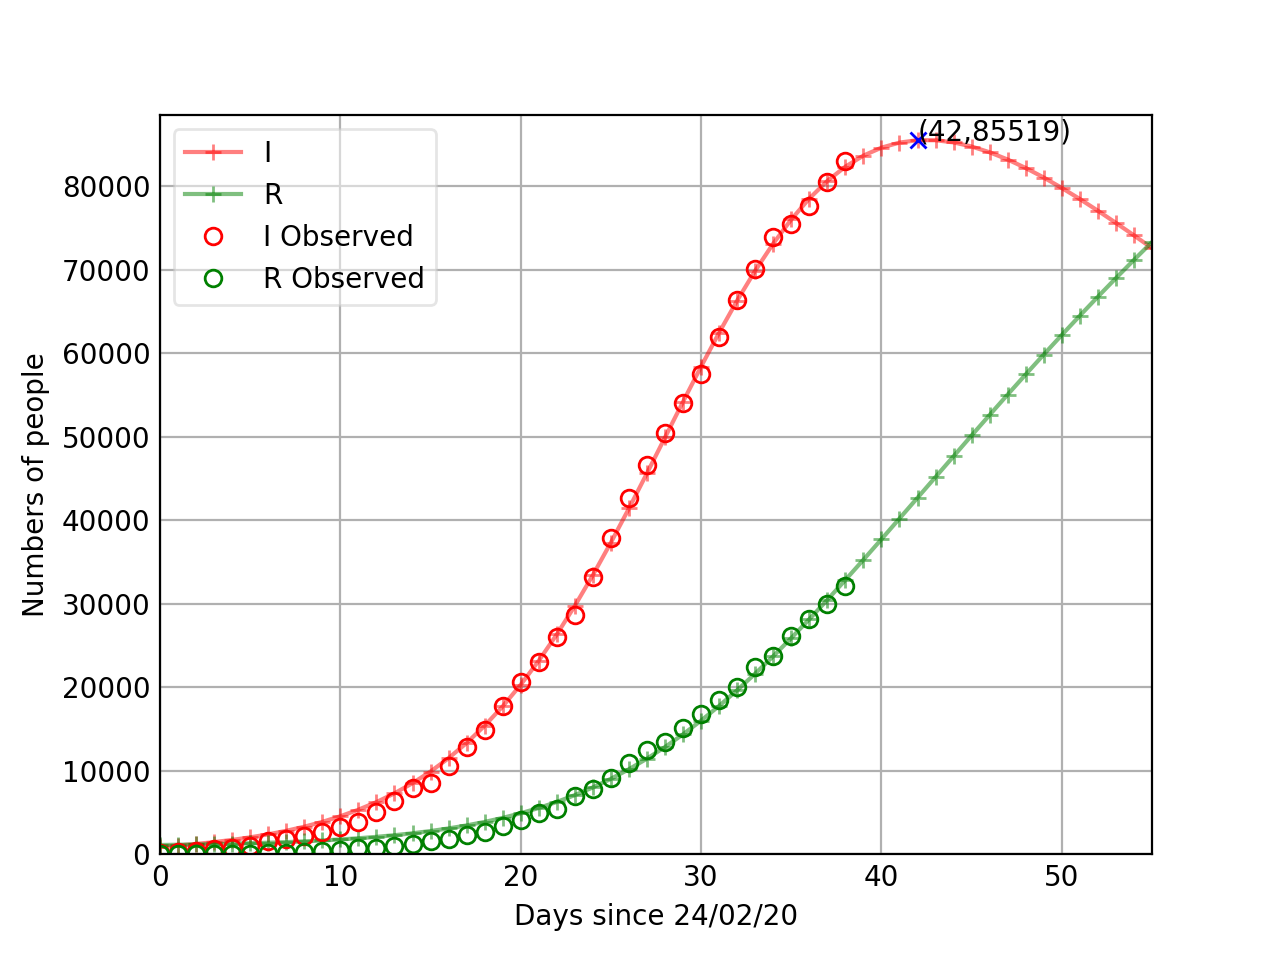 (42,85519)
I
R
I Observed
R Observed
80000
70000
60000
50000
40000
30000
20000
10000
0
Numbers of people
0 10 20 30 40 50
Days since 24/02/20